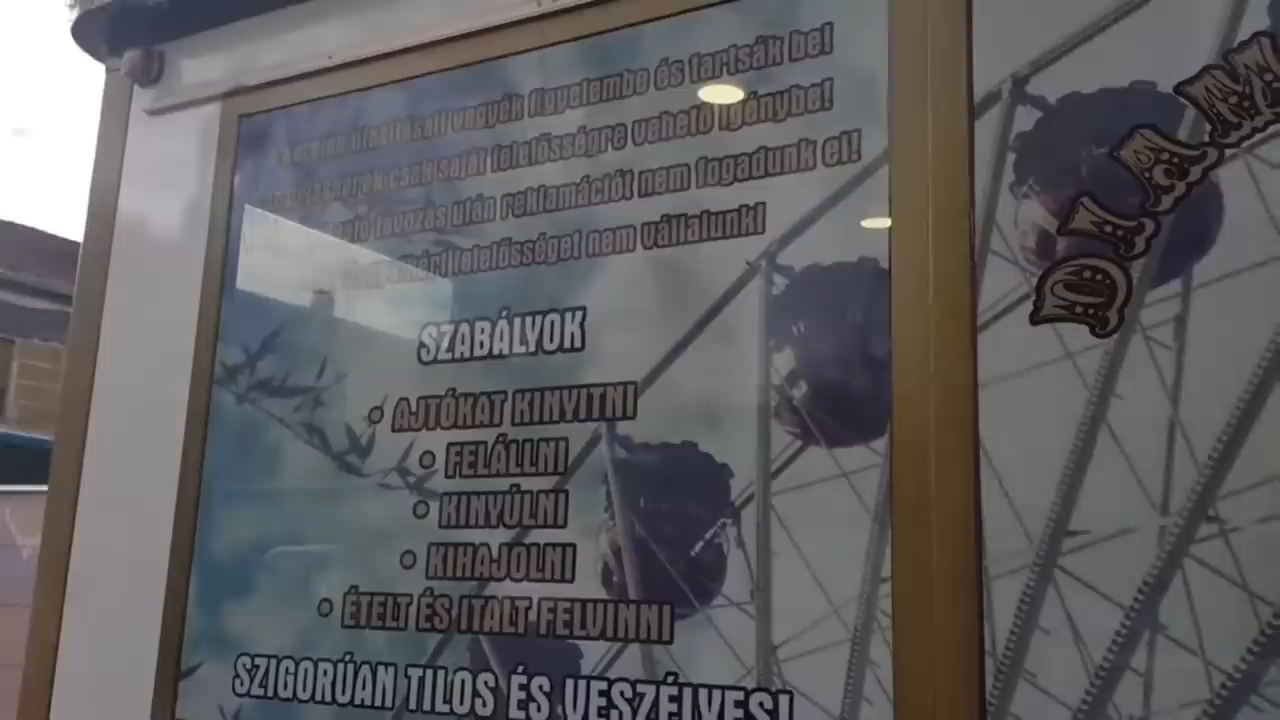 vegyék figyelembe és tartsák be!
csak saját felelősségre vehető igénybe!
távozás után reklamációt nem fogadunk el!
felelősséget nem vállalunk!
SZABÁLYOK
• AJTÓKAT KINYITNI
• FELÁLLNI
• KINYÚLNI
• KIHAJOLNI
• ÉTELT ÉS ITALT FELVINNI
SZIGORÚAN TILOS ÉS VESZÉLYES!